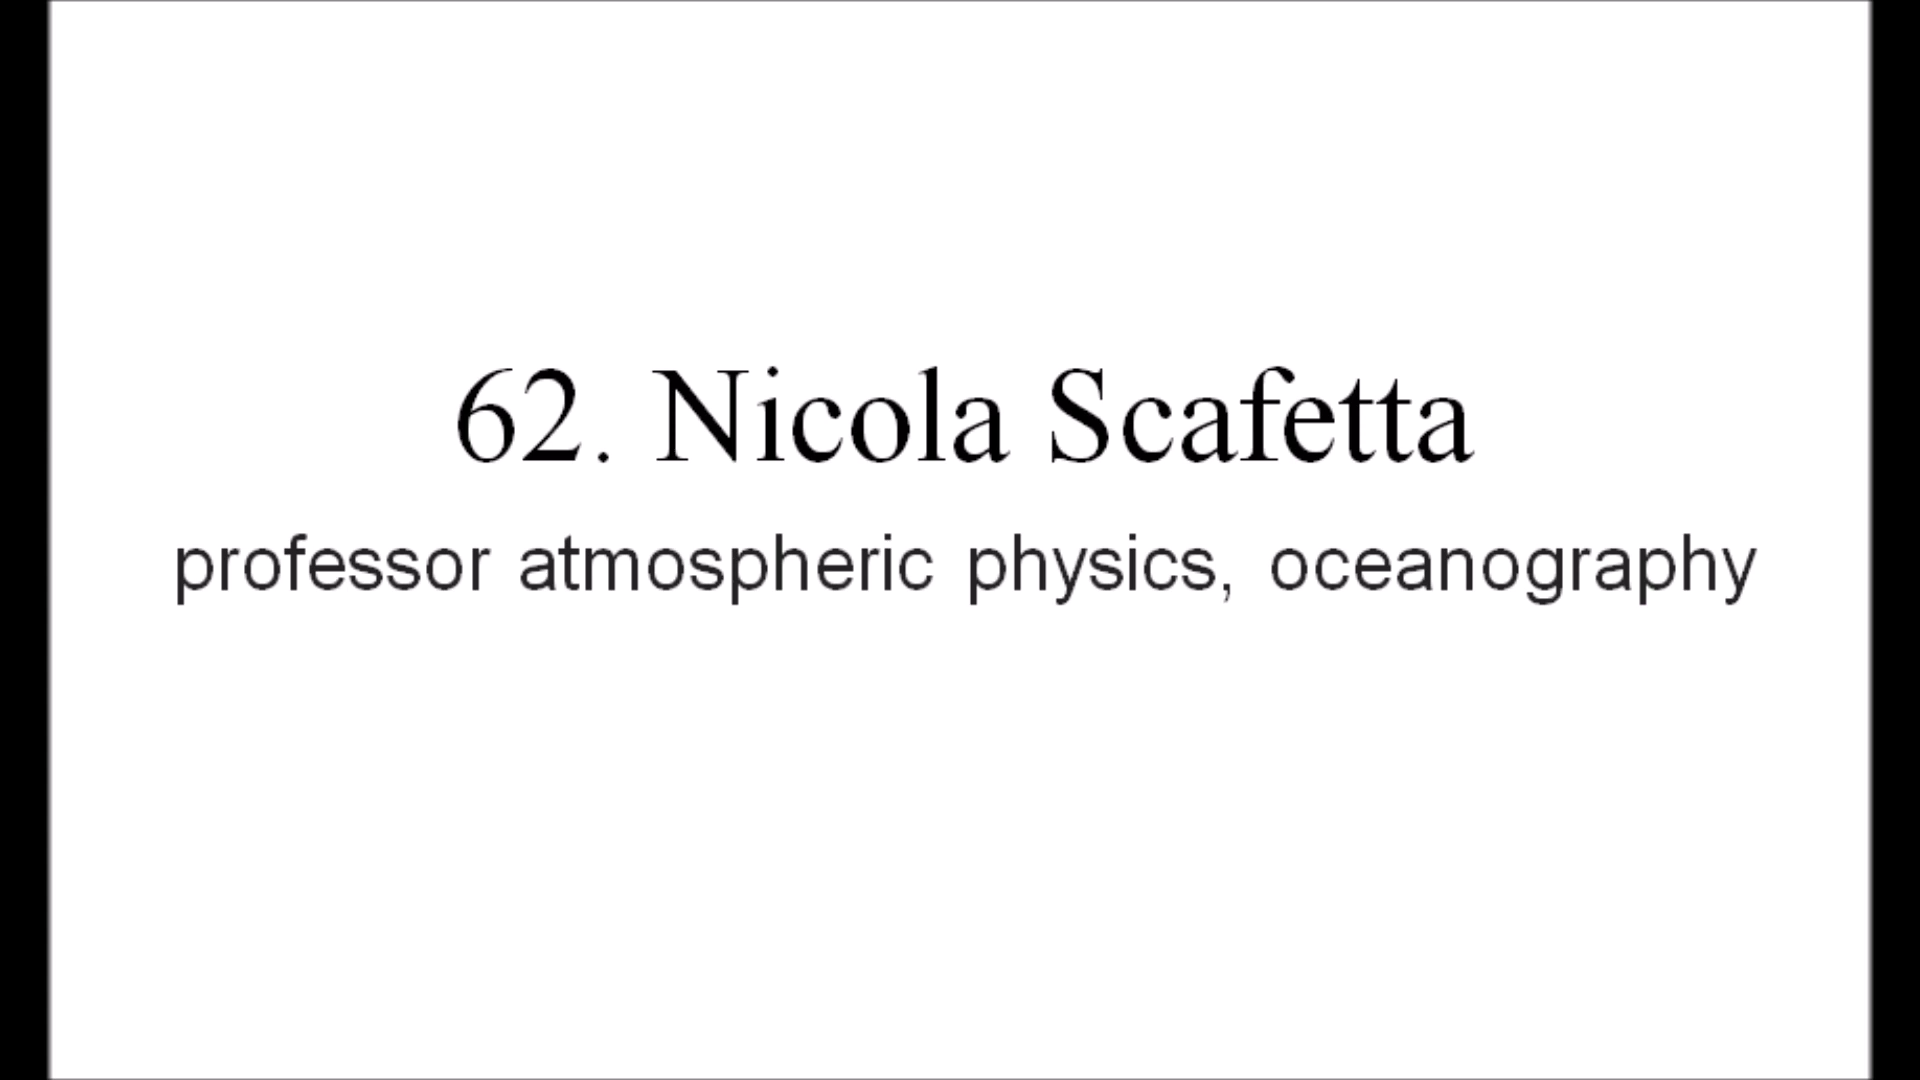 62. Nicola Scafetta
professor atmospheric physics, oceanography